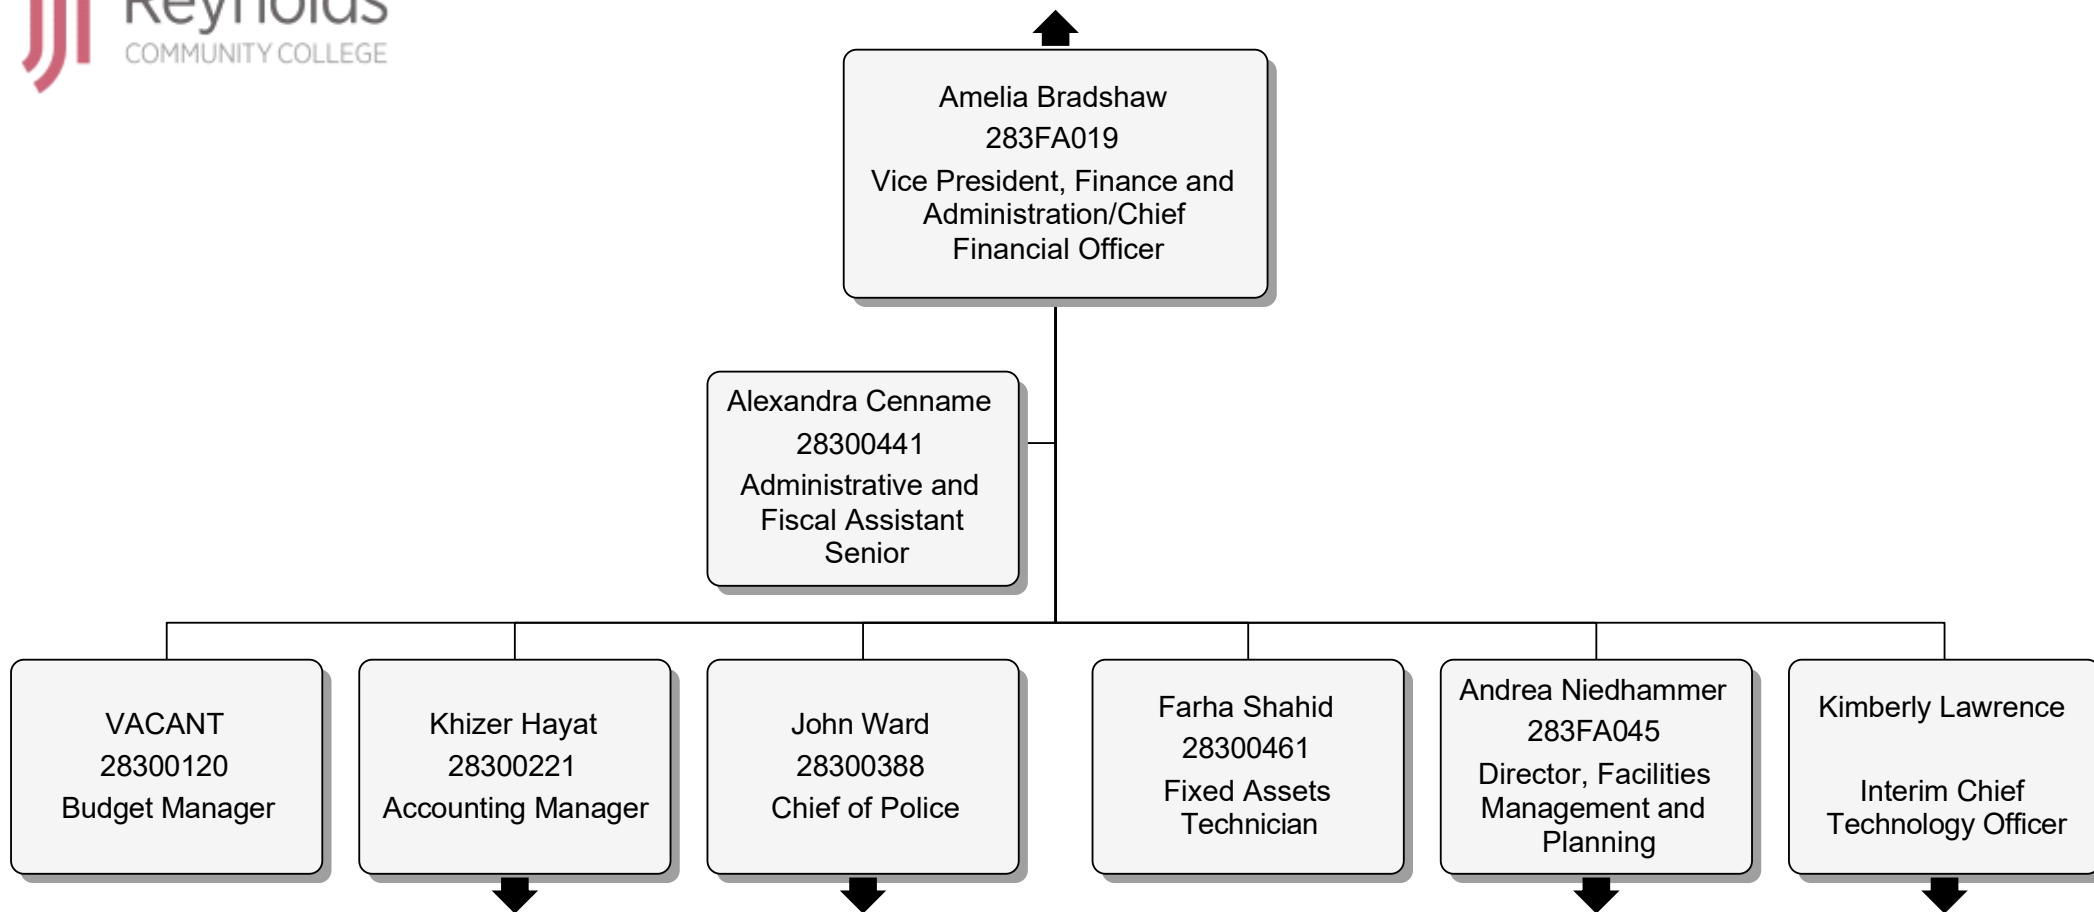 Reynolds
COMMUNITY COLLEGE
Amelia Bradshaw
283FA019
Vice President, Finance and
Administration/Chief
Financial Officer
Alexandra Cenname
28300441
Administrative and
Fiscal Assistant
Senior
VACANT
28300120
Budget Manager
Khizer Hayat
28300221
Accounting Manager
John Ward
28300388
Chief of Police
Farha Shahid
28300461
Fixed Assets
Technician
Andrea Niedhammer
283FA045
Director, Facilities
Management and
Planning
Kimberly Lawrence
Interim Chief
Technology Officer